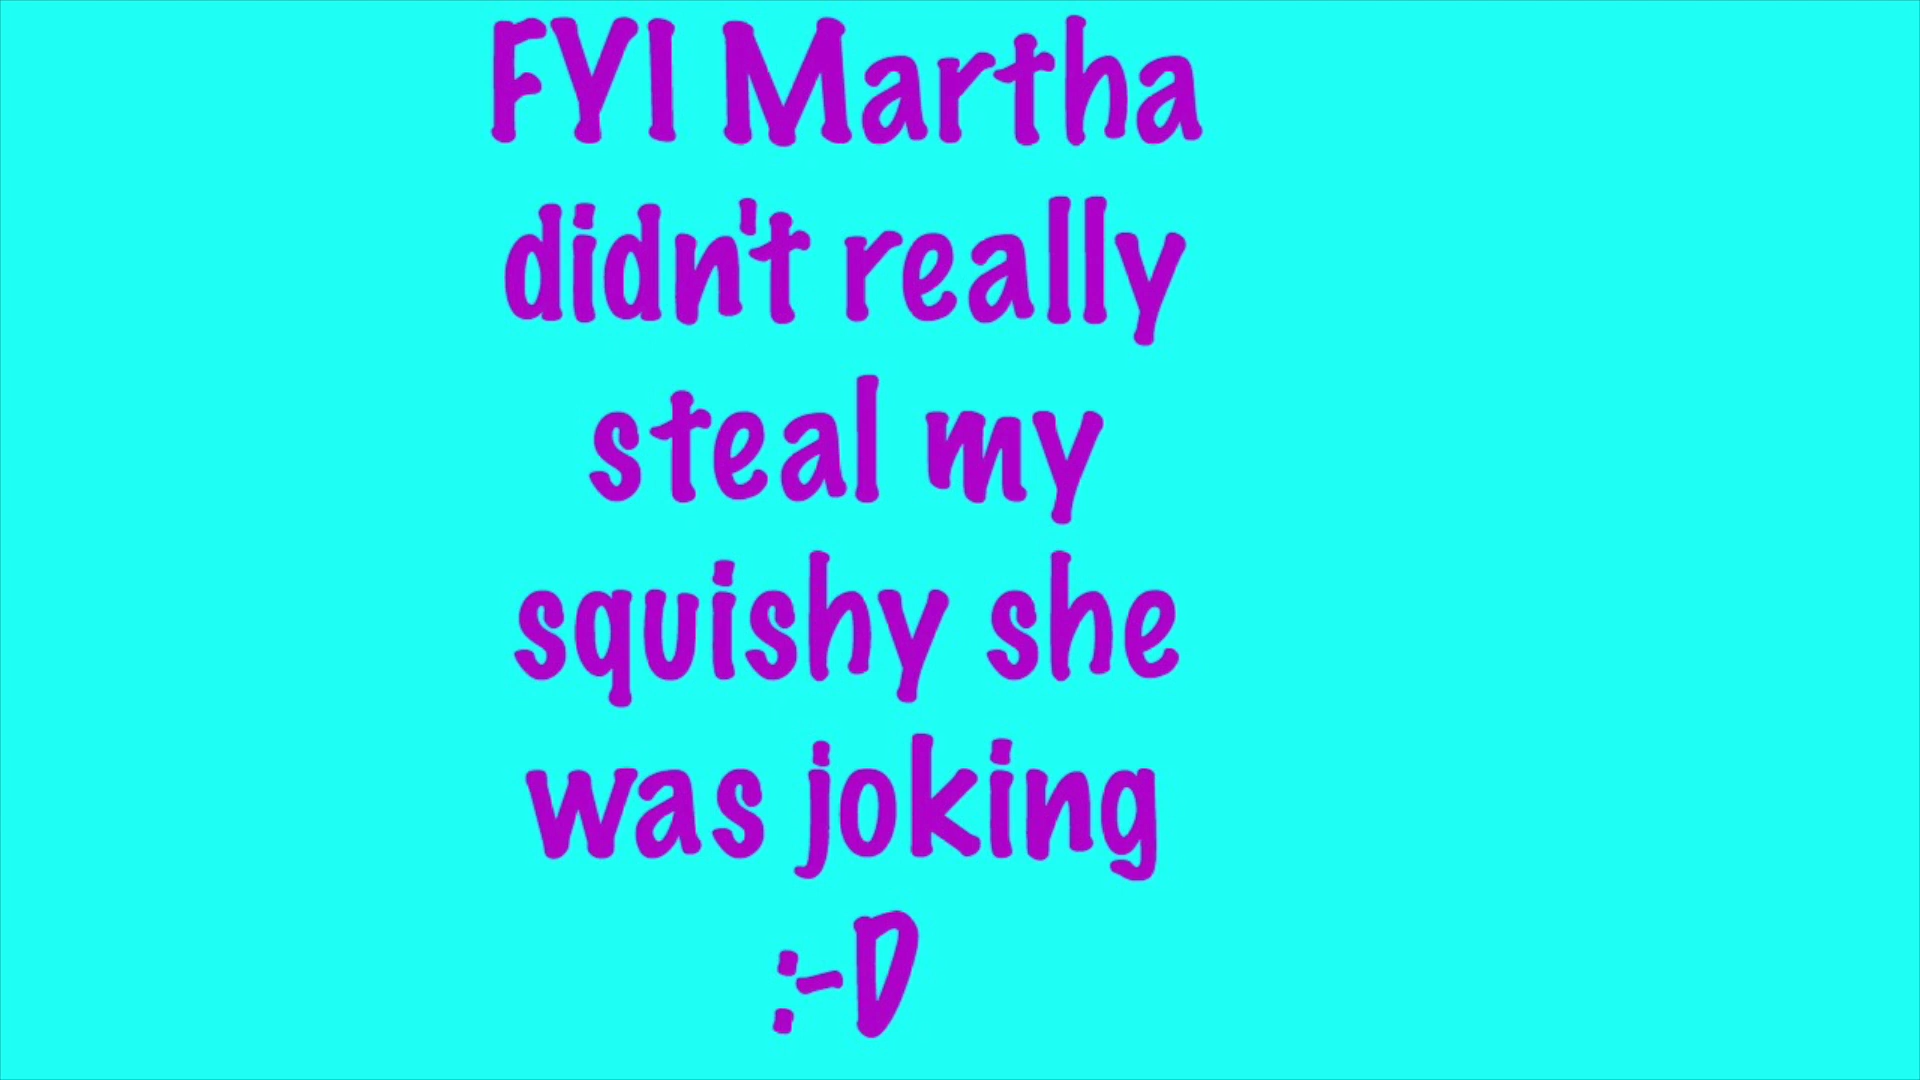 FYI Martha
didn't really
steal my
squishy she
was joking
:-D